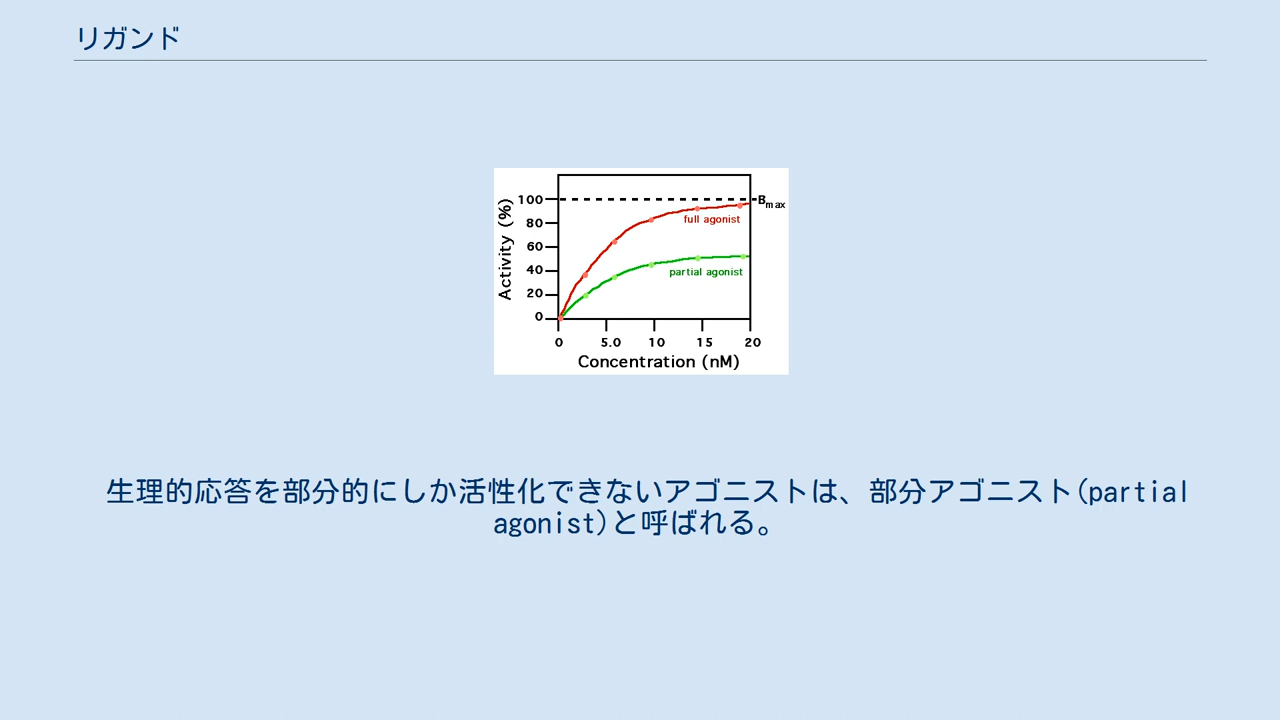 リガンド
100
80
60
40
20
0
Activity (%)
Bmax
full agonist
partial agonist
0 5.0 10 15 20
Concentration (nM)
生理的応答を部分的にしか活性化できないアゴニストは、部分アゴニスト(partial
agonist)と呼ばれる。